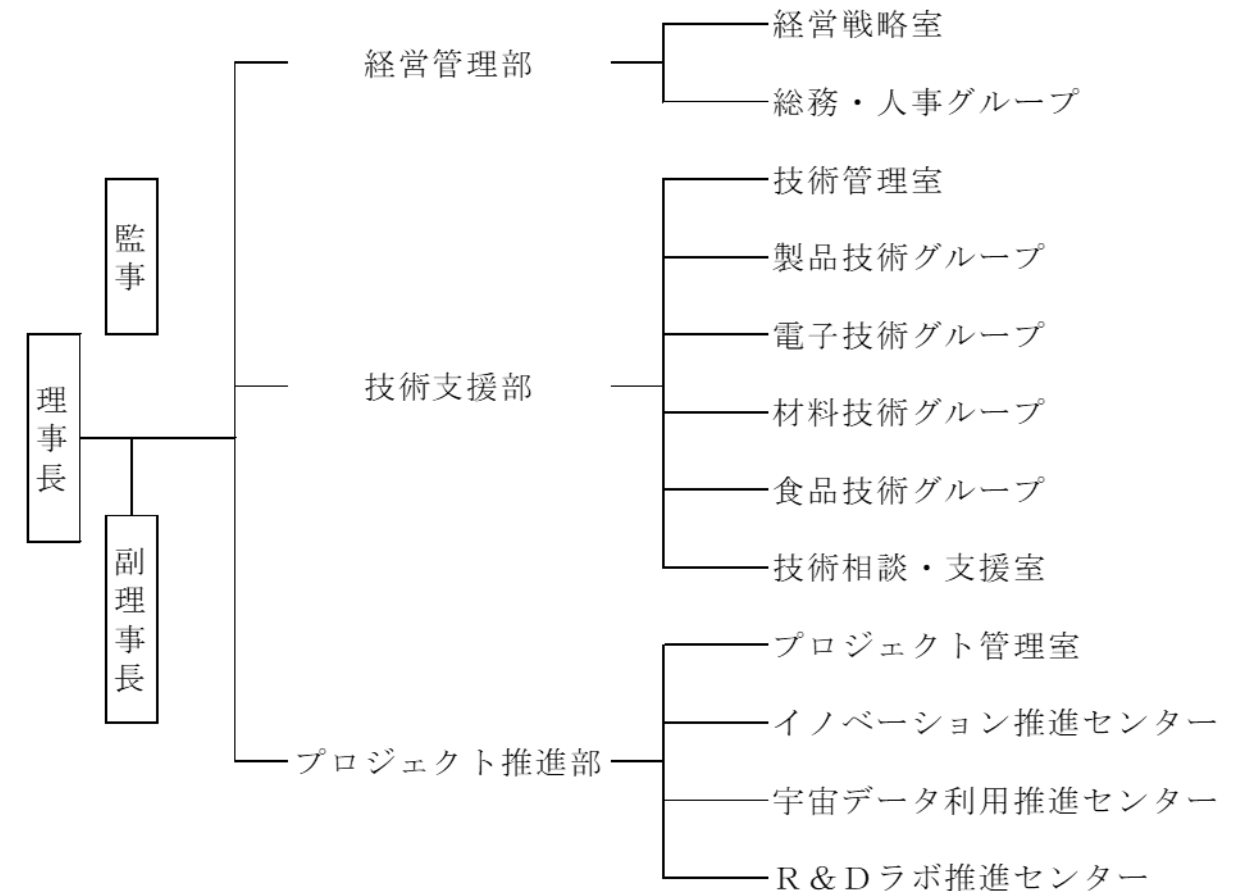 経営戦略室
経営管理部
総務・人事グループ
監事
技術管理室
製品技術グループ
電子技術グループ
理事長
技術支援部
材料技術グループ
食品技術グループ
副理事長
技術相談・支援室
プロジェクト管理室
イノベーション推進センター
プロジェクト推進部
宇宙データ利用推進センター
R&Dラボ推進センター